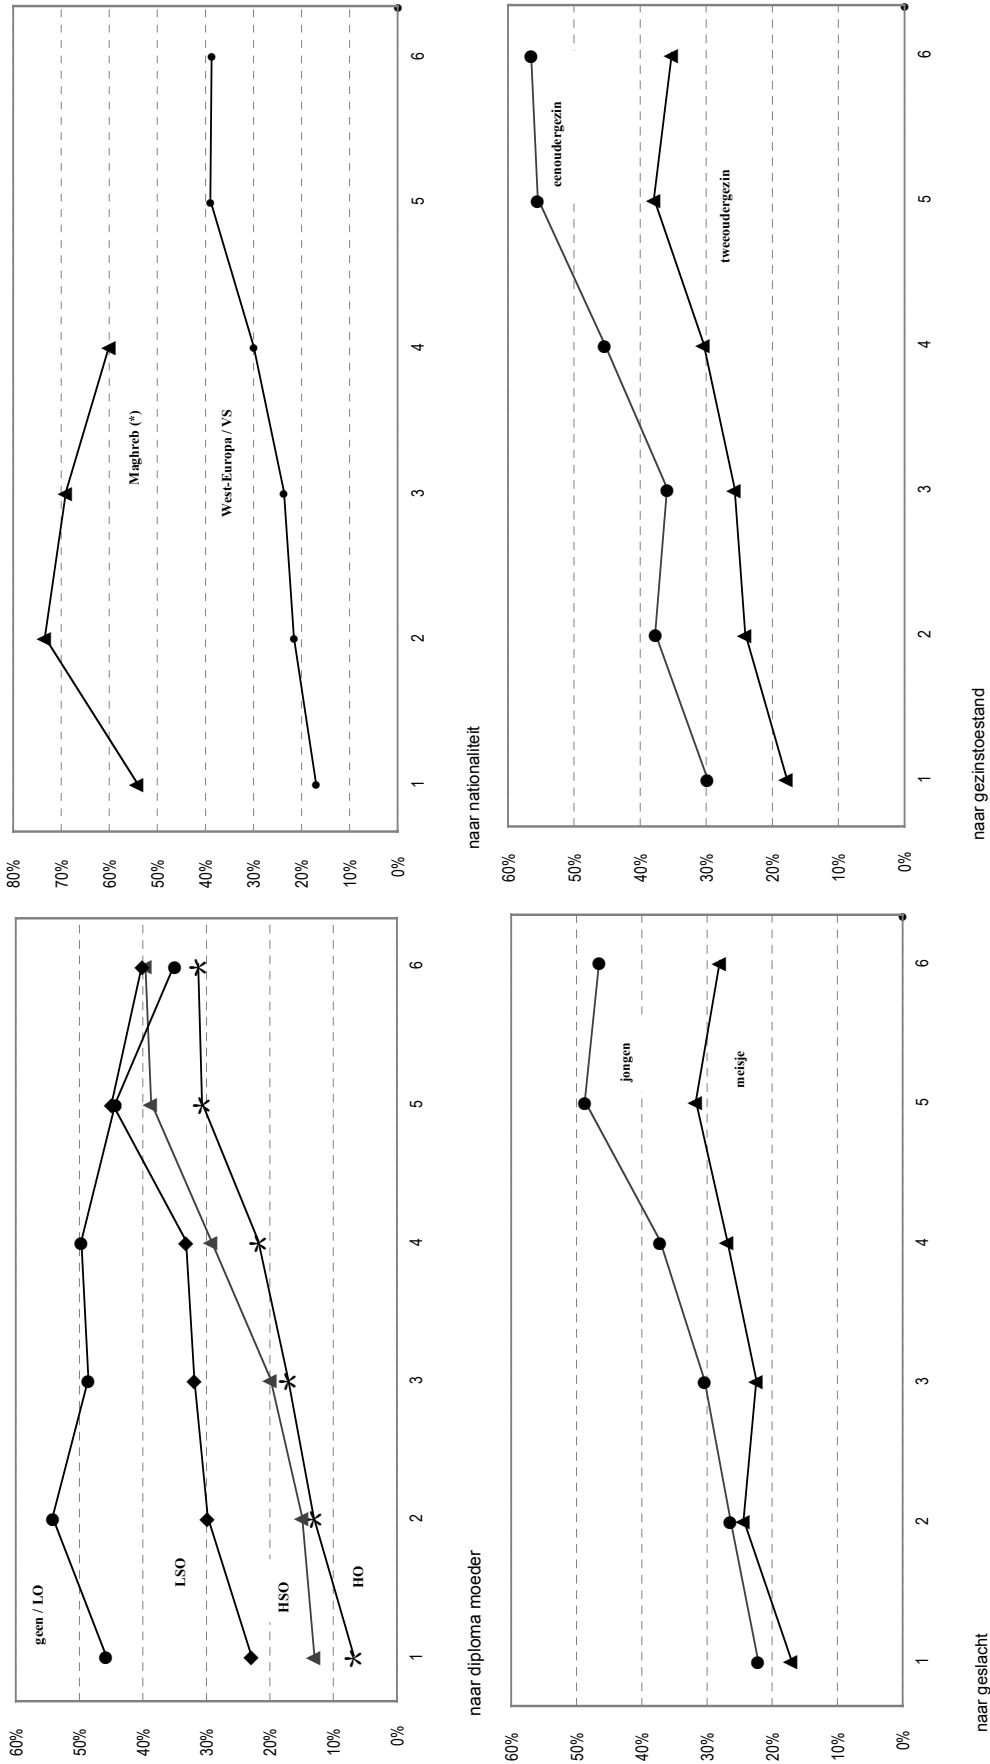 60%
50%
40%
30%
20%
10%
0%
geen / LO
LSO
HSO
HO
1 2 3 4 5 6
naar diploma moeder
80%
70%
60%
50%
40%
30%
20%
10%
0%
Maghreb (*)
West-Europa / VS
1 2 3 4 5 6
naar nationaliteit
60%
50%
40%
30%
20%
10%
0%
jongen
meisje
1 2 3 4 5 6
naar geslacht
60%
50%
40%
30%
20%
10%
0%
eenoudergezin
tweeoudergezin
1 2 3 4 5 6
naar gezinstoestand